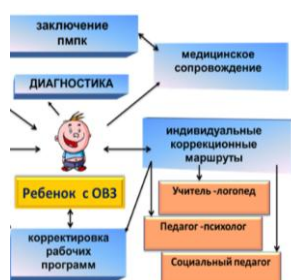 заключение
пмпк
медицинское
сопровождение
ДИАГНОСТИКА
индивидуальные
коррекционные
маршруты
Ребенок с ОВЗ
Учитель -логопед
Педагог -психолог
корректировка
рабочих
программ
Социальный педагог